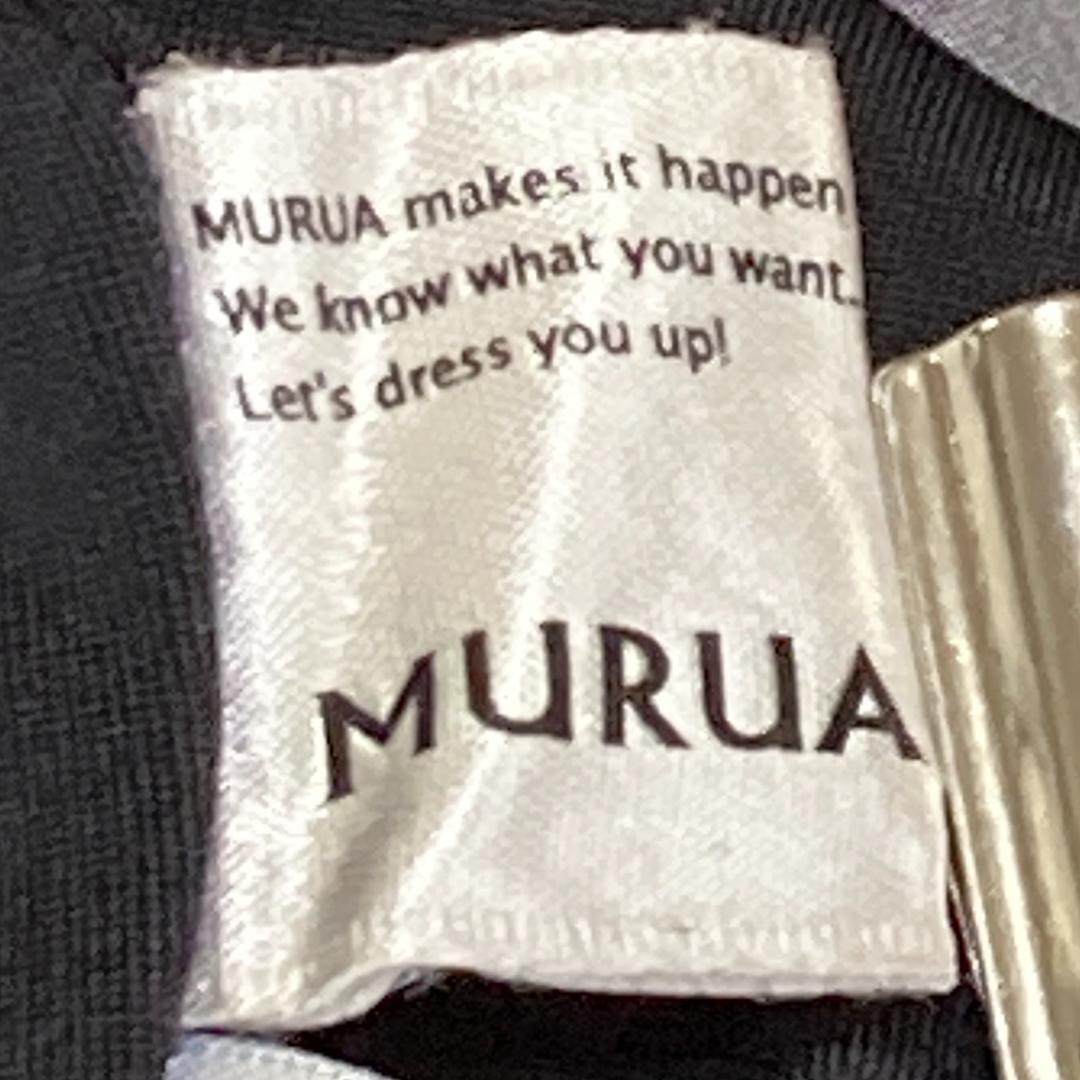 MURUA makes it happen
We know what you want.
Let's dress you up!
MURUA